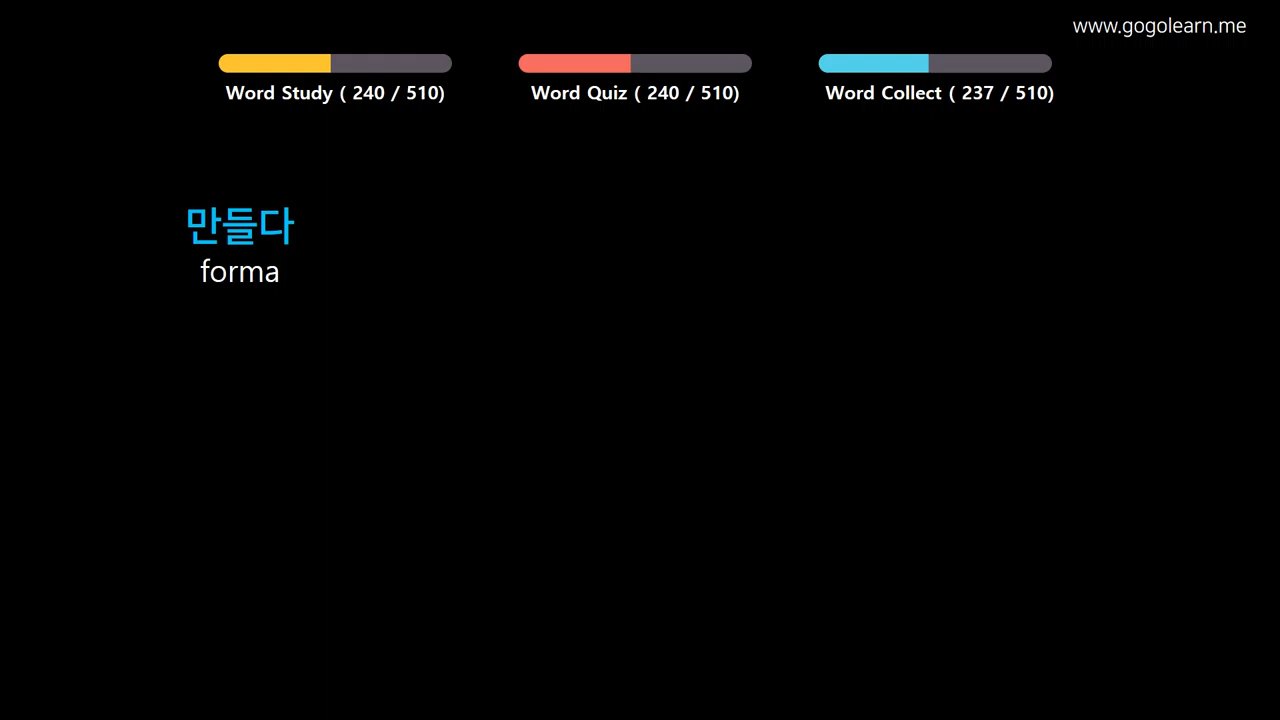 www.gogolearn.me
Word Study ( 240 / 510)
Word Quiz ( 240 / 510)
Word Collect ( 237 / 510)
만들다
forma